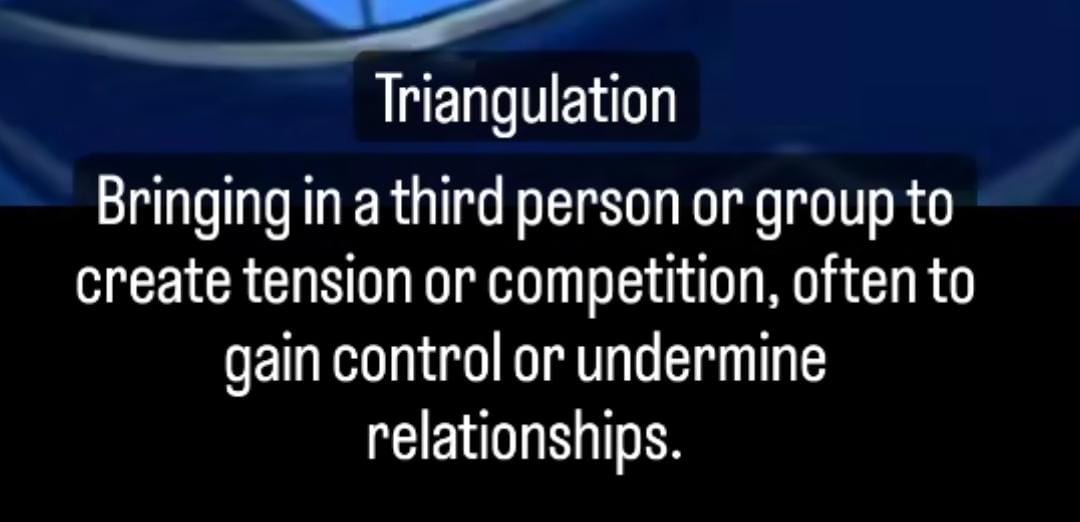 Triangulation
Bringing in a third person or group to
create tension or competition, often to
gain control or undermine
relationships.